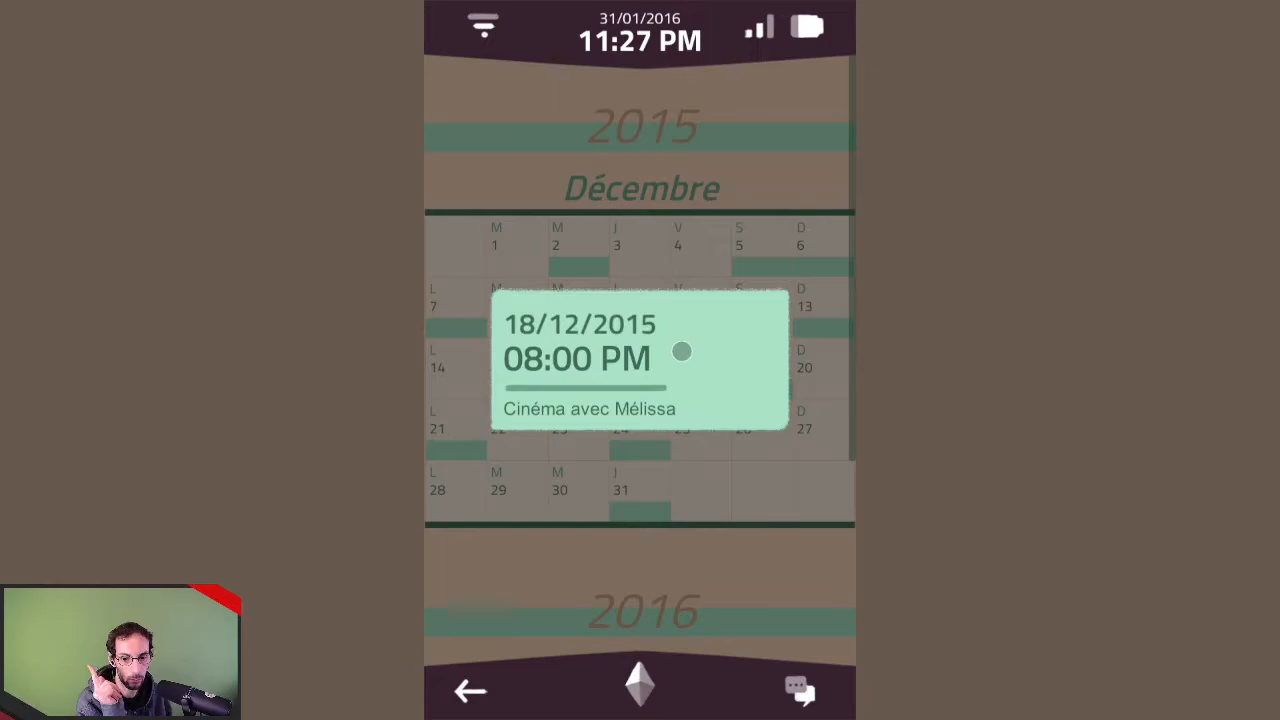 31/01/2016
11:27 PM
2015
Décembre
M M J V S D
1 2 3 4 5 6
L D
7 13
18/12/2015
08:00 PM
Cinéma avec Mélissa
L D
14 20
L D
21 27
L M M J
28 29 30 31
2016